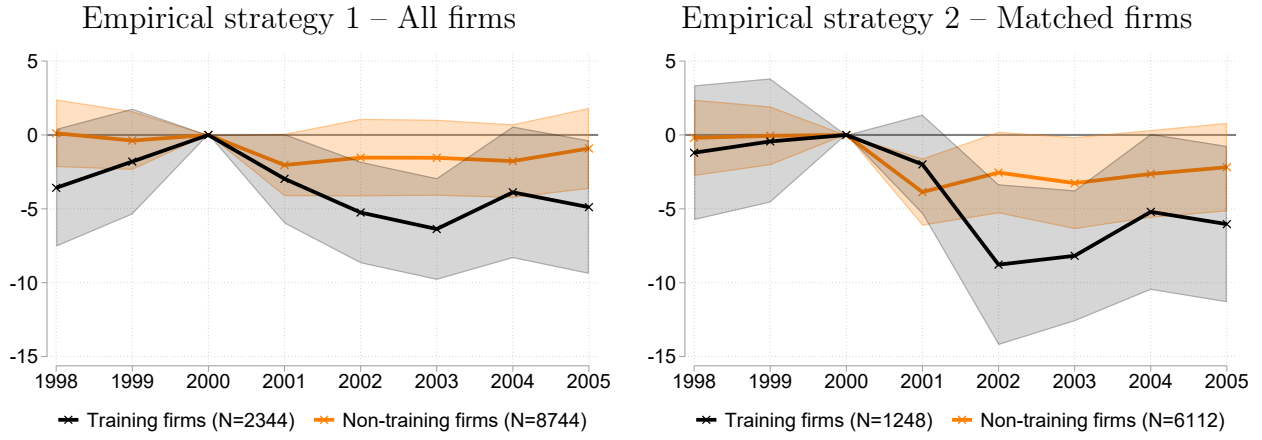 Empirical strategy 1 – All firms
5
0
-5
-10
-15
1998 1999 2000 2001 2002 2003 2004 2005
Training firms (N=2344) Non-training firms (N=8744)
Empirical strategy 2 – Matched firms
5
0
-5
-10
-15
1998 1999 2000 2001 2002 2003 2004 2005
Training firms (N=1248) Non-training firms (N=6112)